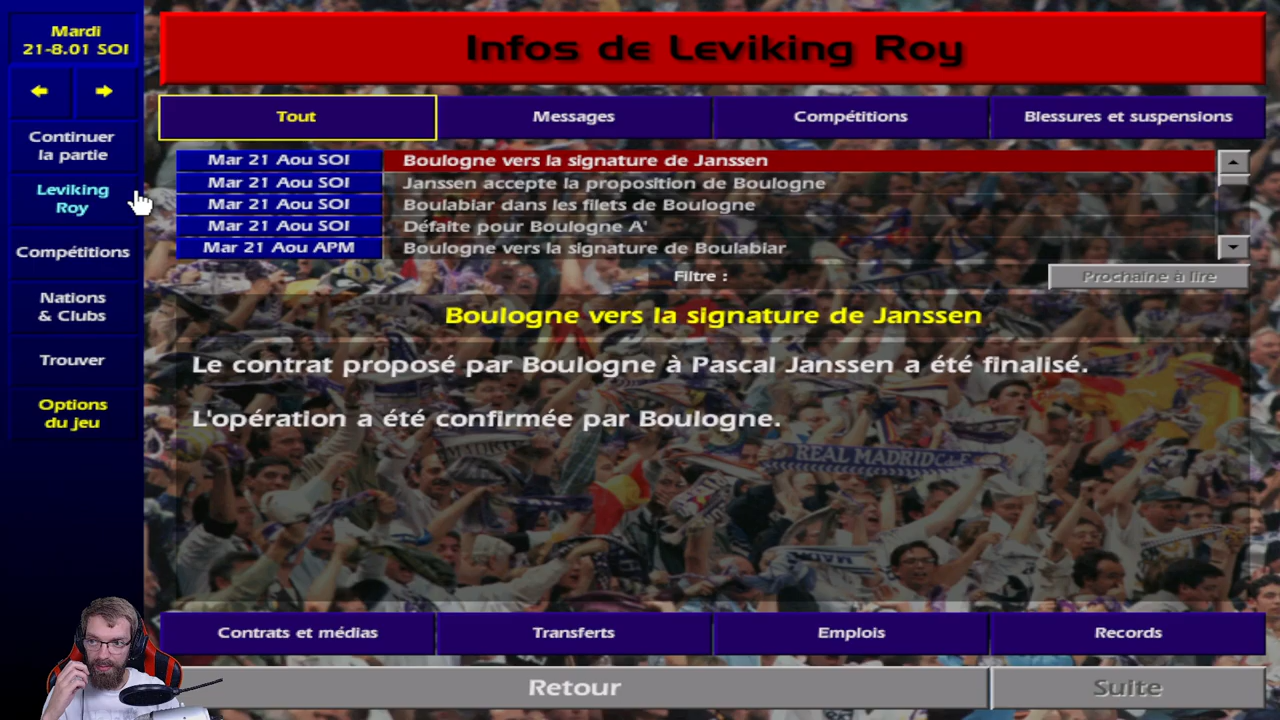 Mardi
21-8.01 SOI
Continuer
la partie
Leviking
Roy
Compétitions
Nations
& Clubs
Trouver
Options
du jeu
Infos de Leviking Roy
Tout Messages Compétitions Blessures et suspensions
Mar 21 Aou SOI Boulogne vers la signature de Janssen
Mar 21 Aou SOI Janssen accepte la proposition de Boulogne
Mar 21 Aou SOI Boulabiar dans les filets de Boulogne
Mar 21 Aou SOI Défaite pour Boulogne A'
Mar 21 Aou APM Boulogne vers la signature de Boulabiar
Filtre : Prochaine à lire
Boulogne vers la signature de Janssen
Le contrat proposé par Boulogne à Pascal Janssen a été finalisé.
L'opération a été confirmée par Boulogne.
REAL MADRID C.F.
Contrats et médias Transferts Emplois Records
Retour Suite